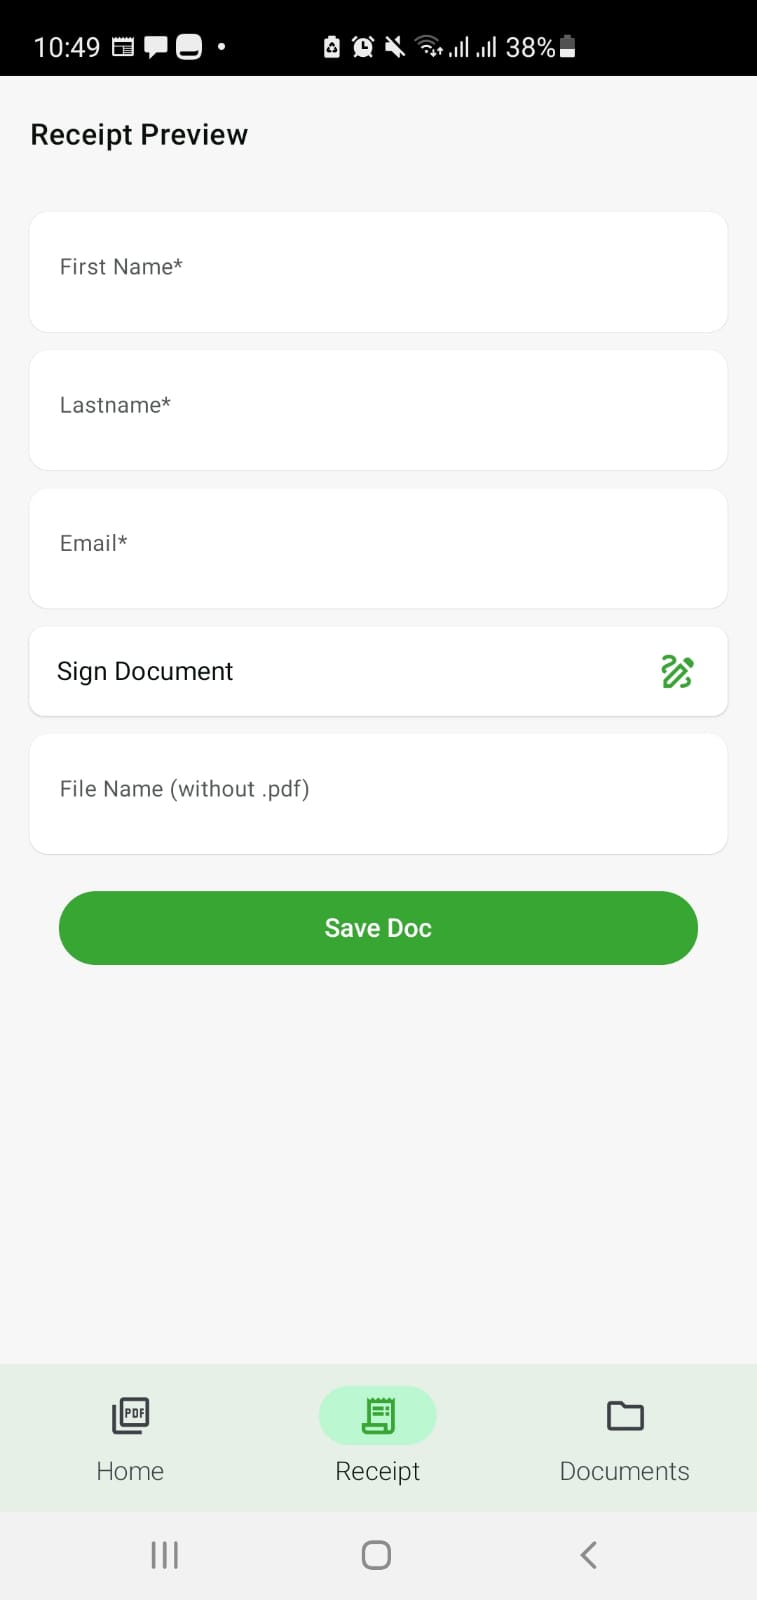 10:49
38%
Receipt Preview
First Name*
Lastname*
Email*
Sign Document
File Name (without .pdf)
Save Doc
PDF
Home
Receipt
Documents